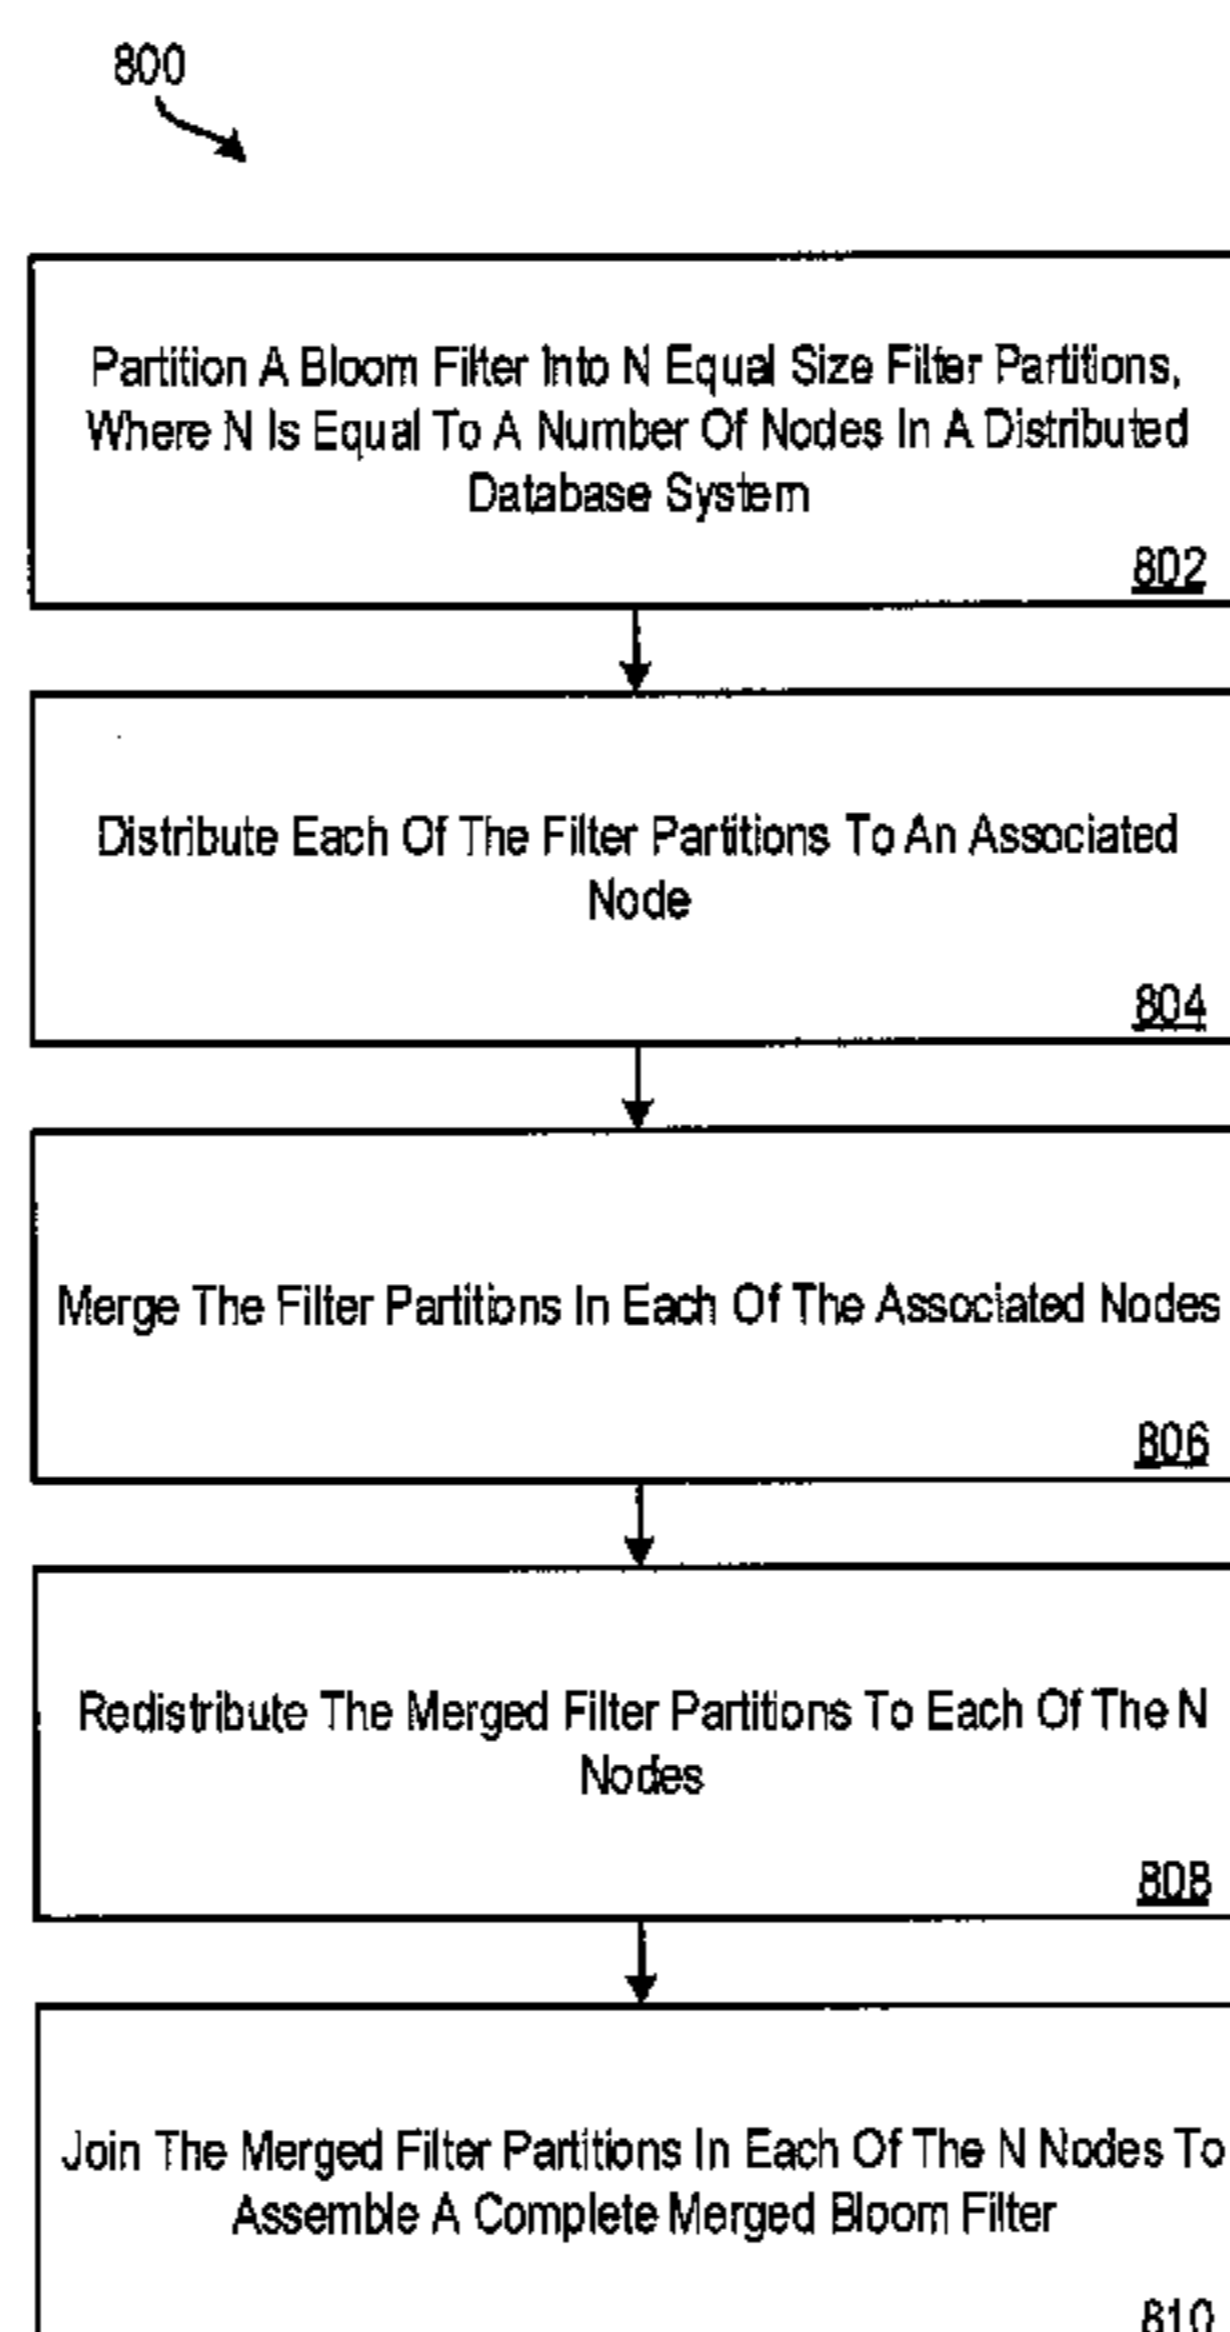 800
Partition A Bloom Filter Into N Equal Size Filter Partitions,
Where N Is Equal To A Number Of Nodes In A Distributed
Database System
802
Distribute Each Of The Filter Partitions To An Associated
Node
804
Merge The Filter Partitions In Each Of The Associated Nodes
806
Redistribute The Merged Filter Partitions To Each Of The N
Nodes
808
Join The Merged Filter Partitions In Each Of The N Nodes To
Assemble A Complete Merged Bloom Filter
810